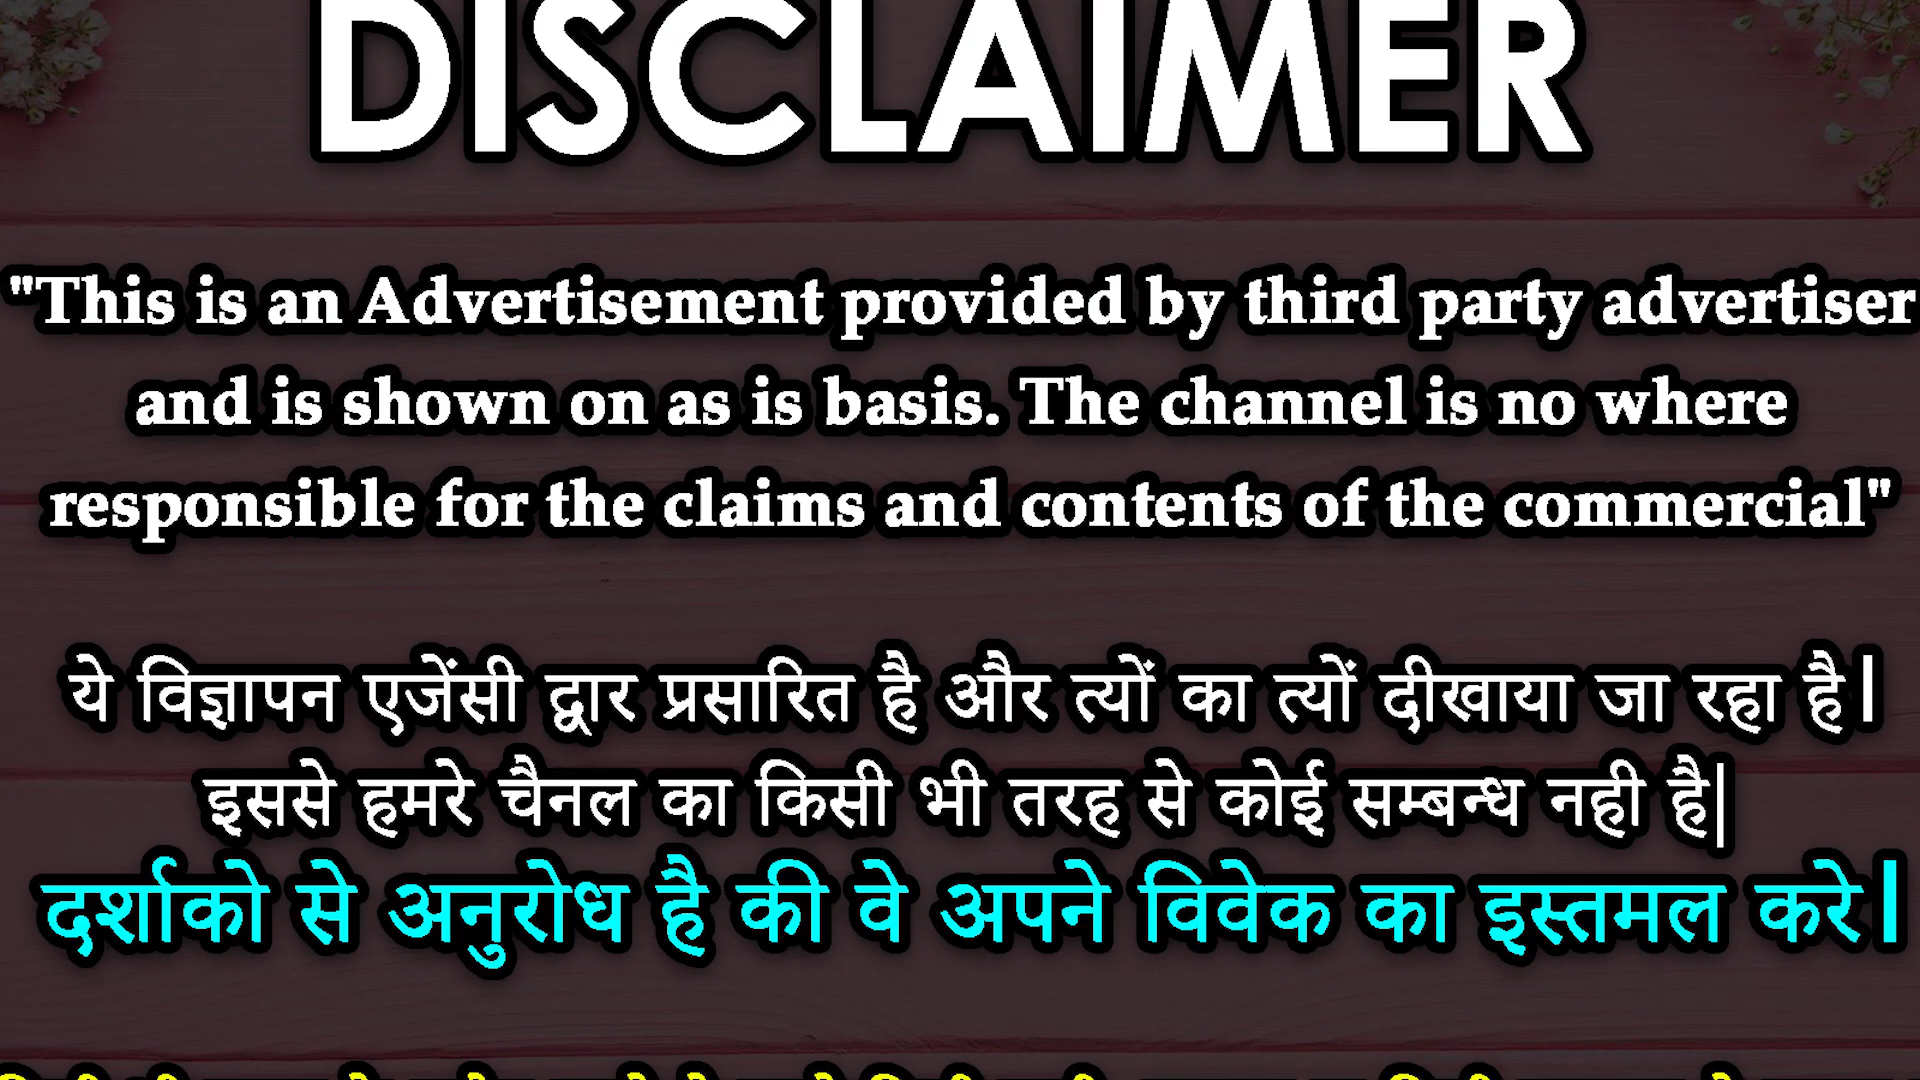 DISCLAIMER
"This is an Advertisement provided by third party advertiser
and is shown on as is basis. The channel is no where
responsible for the claims and contents of the commercial"
ये विज्ञापन एजेंसी द्वार प्रसारित है और त्यों का त्यों दीखाया जा रहा है।
इससे हमरे चैनल का किसी भी तरह से कोई सम्बन्ध नही है|
दर्शाको से अनुरोध है की वे अपने विवेक का इस्तमल करे।